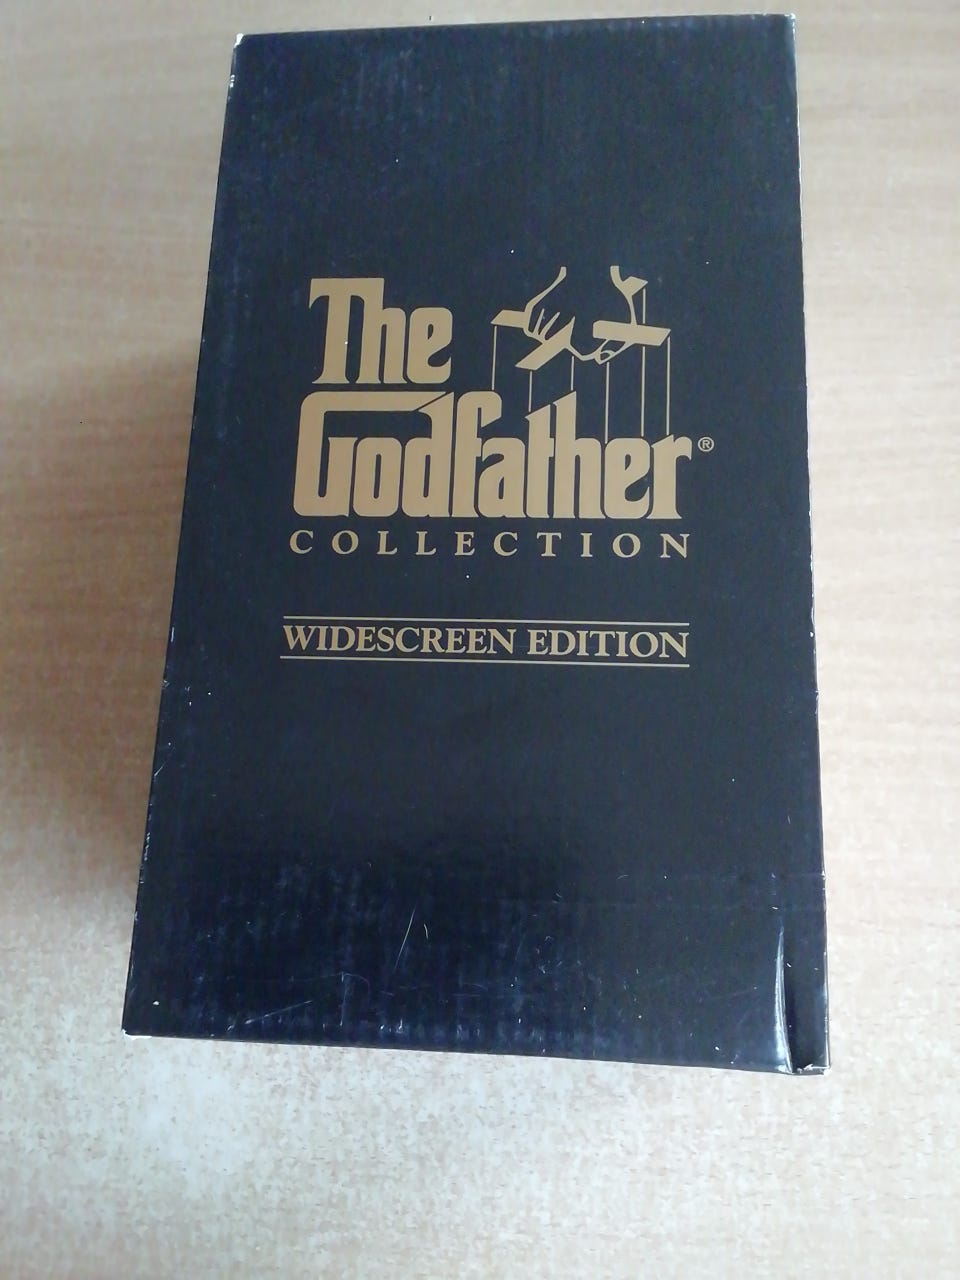 The
Godfather®
COLLECTION
WIDESCREEN EDITION